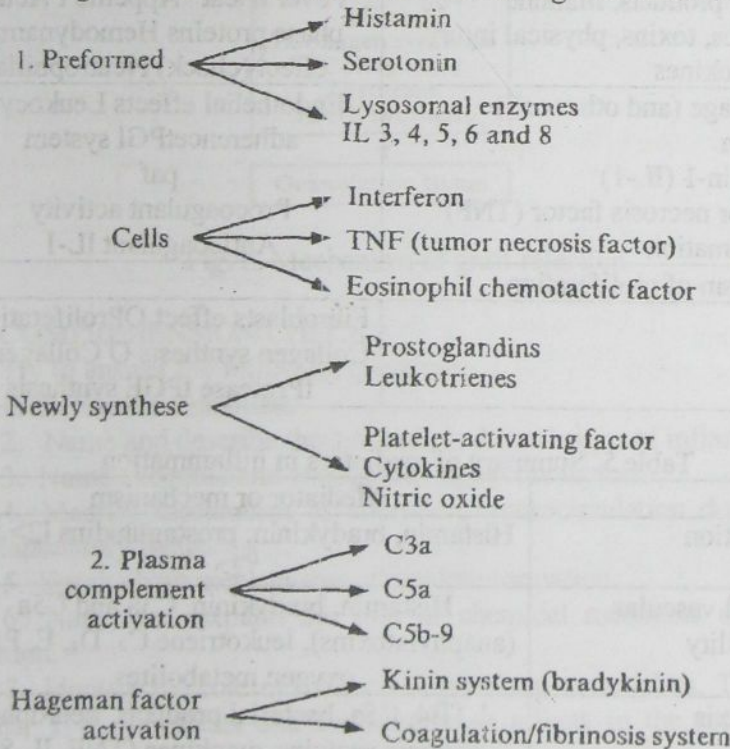 Histamin
1. Preformed
Serotonin
Lysosomal enzymes
IL 3, 4, 5, 6 and 8
Interferon
Cells
TNF (tumor necrosis factor)
Eosinophil chemotactic factor
Prostoglandins
Leukotrienes
Newly synthese
Platelet-activating factor
Cytokines
Nitric oxide
2. Plasma
complement
activation
C3a
C5a
C5b-9
Hageman factor
activation
Kinin system (bradykinin)
Coagulation/fibrinosis system